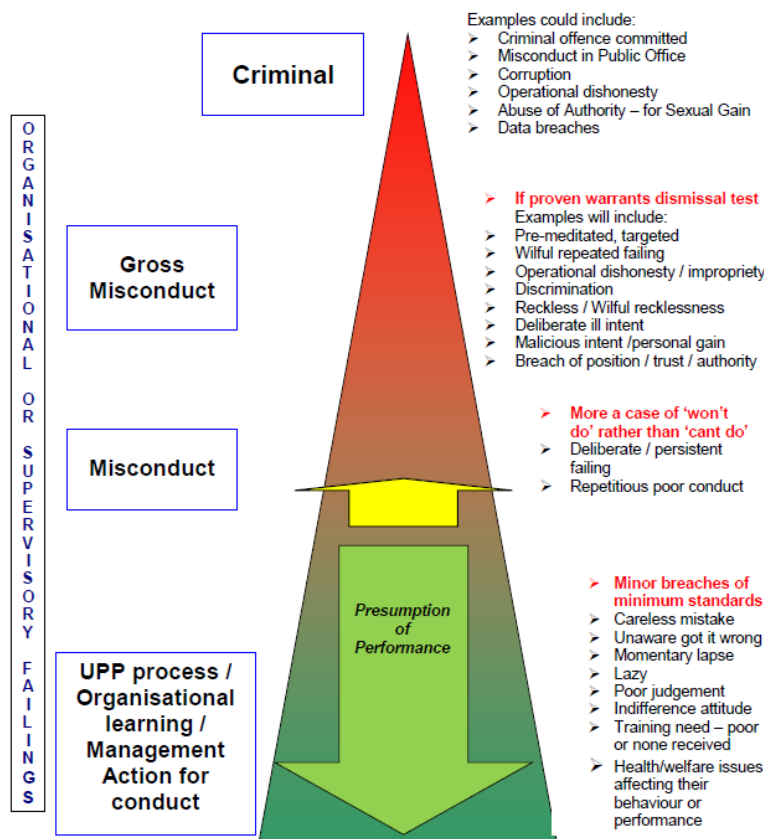 Examples could include:
➤ Criminal offence committed
➤ Misconduct in Public Office
➤ Corruption
➤ Operational dishonesty
➤ Abuse of Authority – for Sexual Gain
➤ Data breaches
Criminal
ORGANISATIONAL OR SUPERVISORY FAILINGS
➤ If proven warrants dismissal test
Examples will include:
➤ Pre-meditated, targeted
➤ Wilful repeated failing
➤ Operational dishonesty / impropriety
➤ Discrimination
➤ Reckless / Wilful recklessness
➤ Deliberate ill intent
➤ Malicious intent /personal gain
➤ Breach of position / trust / authority
Gross
Misconduct
➤ More a case of ‘won’t
do’ rather than ‘cant do’
➤ Deliberate / persistent
failing
➤ Repetitious poor conduct
Misconduct
Presumption
of
Performance
➤ Minor breaches of
minimum standards
➤ Careless mistake
➤ Unaware got it wrong
➤ Momentary lapse
➤ Lazy
➤ Poor judgement
➤ Indifference attitude
➤ Training need – poor
or none received
➤ Health/welfare issues
affecting their
behaviour or
performance
UPP process /
Organisational
learning /
Management
Action for
conduct